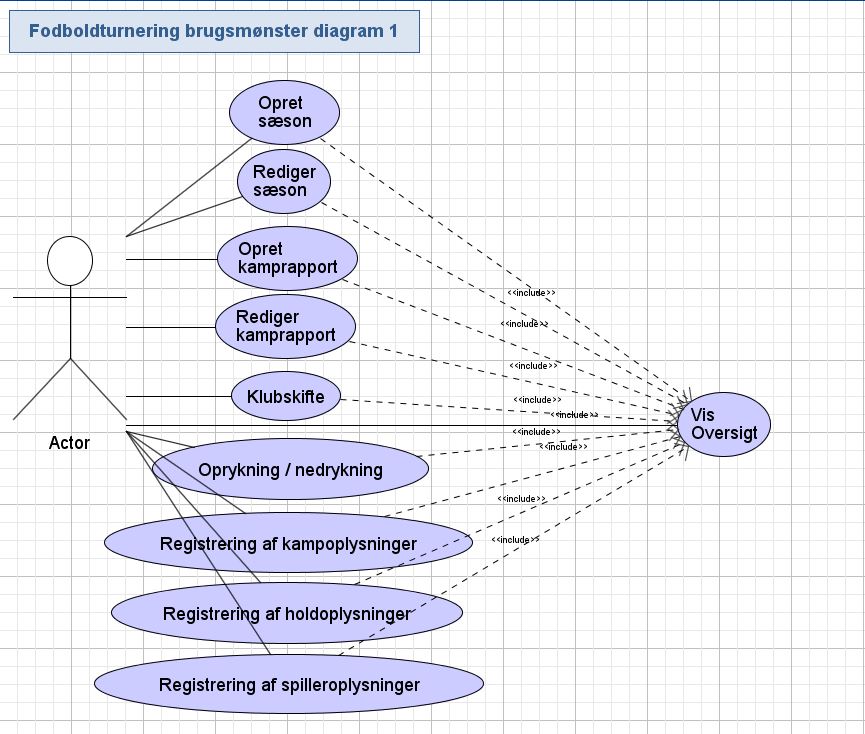 Fodboldturnering brugsmønster diagram 1
Opret
sæson
Rediger
sæson
Opret
kamprapport
Rediger
kamprapport
Klubskifte
Oprykning / nedrykning
Registrering af kampoplysninger
Registrering af holdoplysninger
Registrering af spilleroplysninger
Actor
<<include>>
<<include>>
<<include>>
<<include>>
<<include>>
<<include>>
<<include>>
<<include>>
<<include>>
Vis
Oversigt